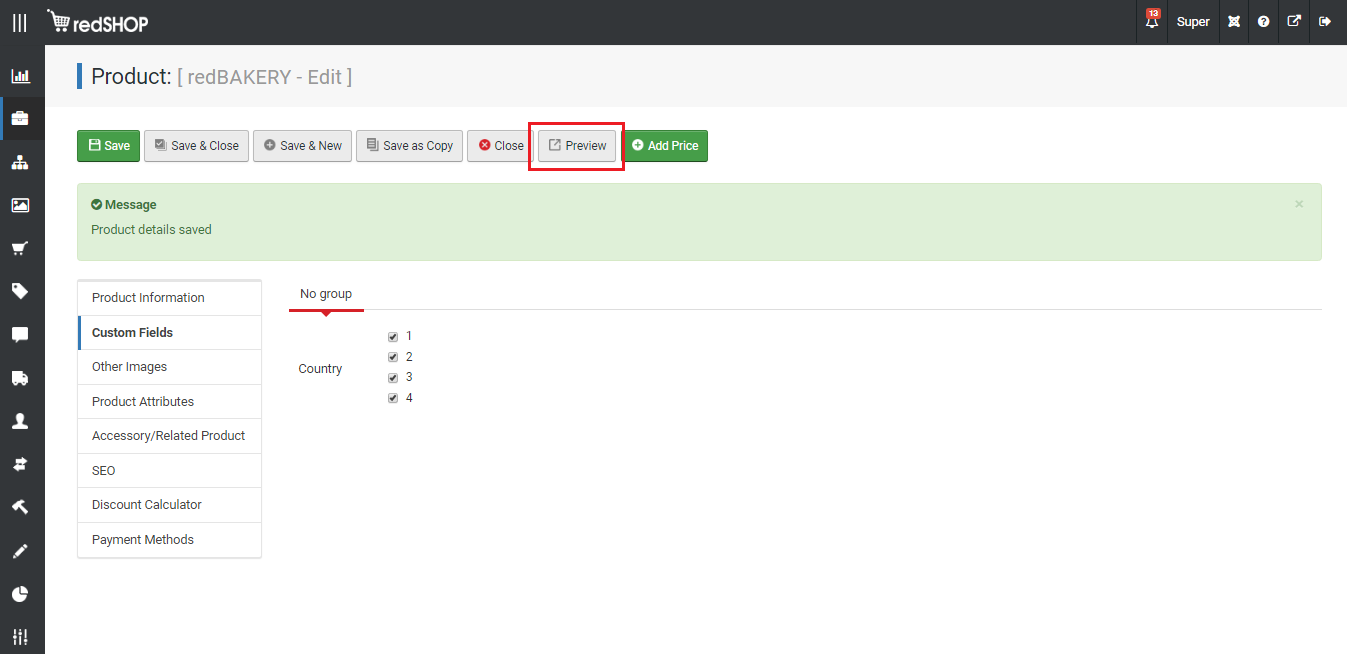 redSHOP
13
Super
Product: [ redBAKERY - Edit ]
Save
Save & Close
Save & New
Save as Copy
Close
Preview
Add Price
Message
×
Product details saved
Product Information
Custom Fields
Other Images
Product Attributes
Accessory/Related Product
SEO
Discount Calculator
Payment Methods
No group
Country
1
2
3
4